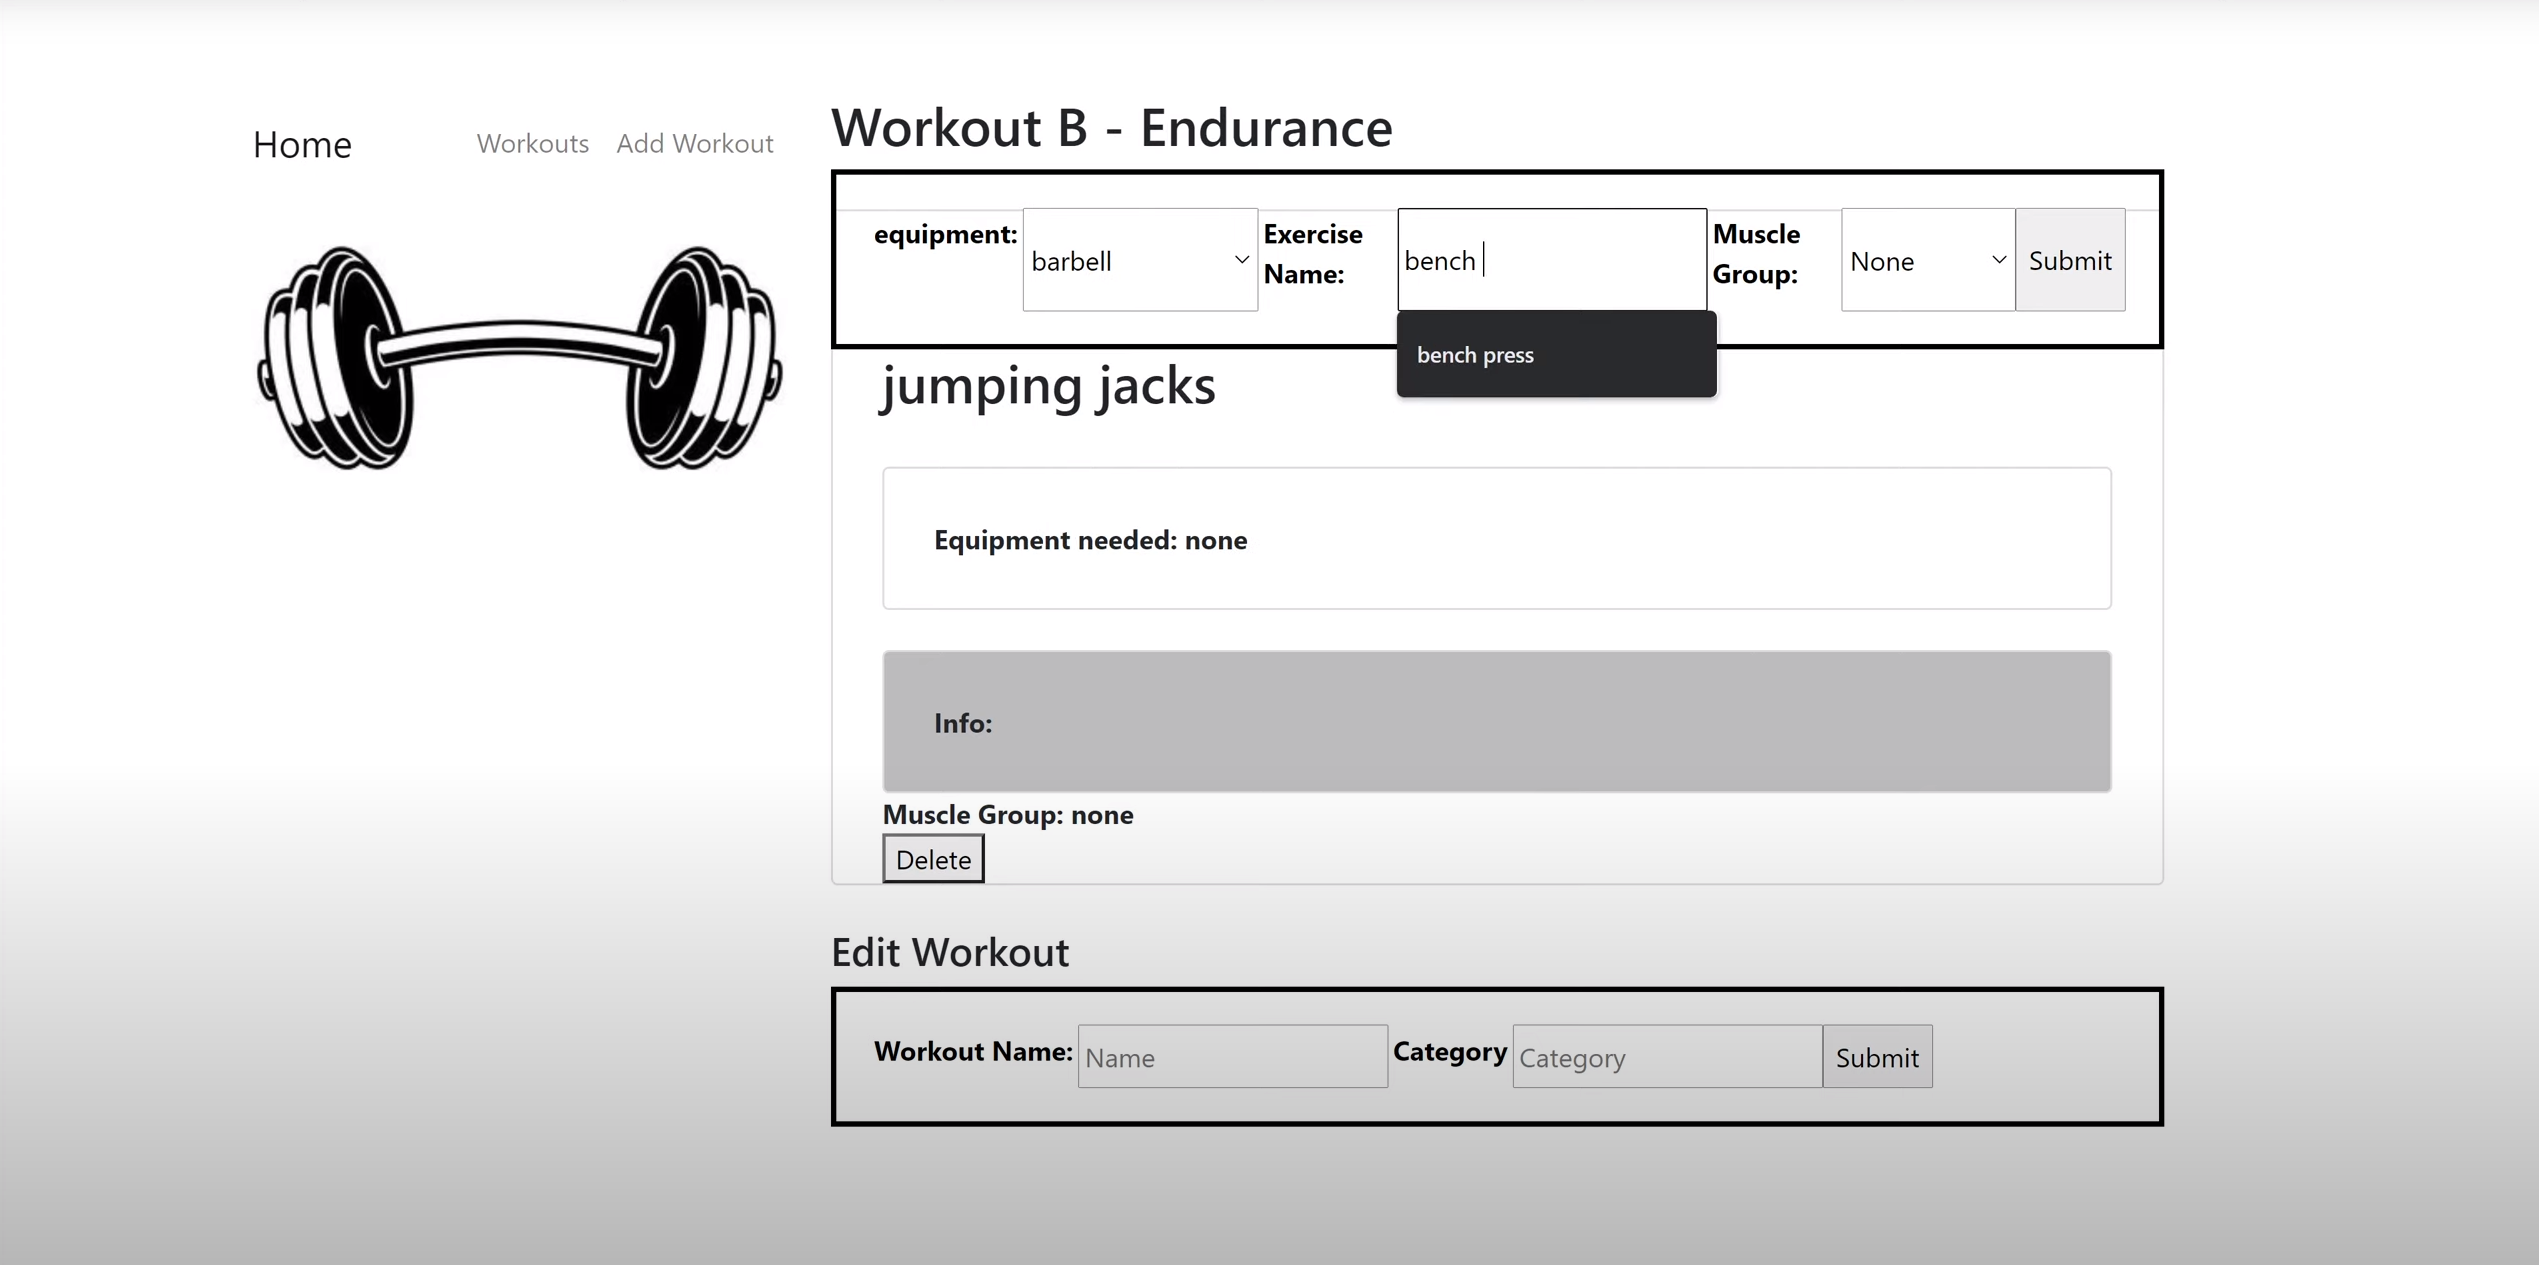 Home Workouts Add Workout
Workout B - Endurance
equipment: barbell Exercise Name: bench Muscle Group: None Submit
bench press
jumping jacks
Equipment needed: none
Info:
Muscle Group: none
Delete
Edit Workout
Workout Name: Name Category Category Submit